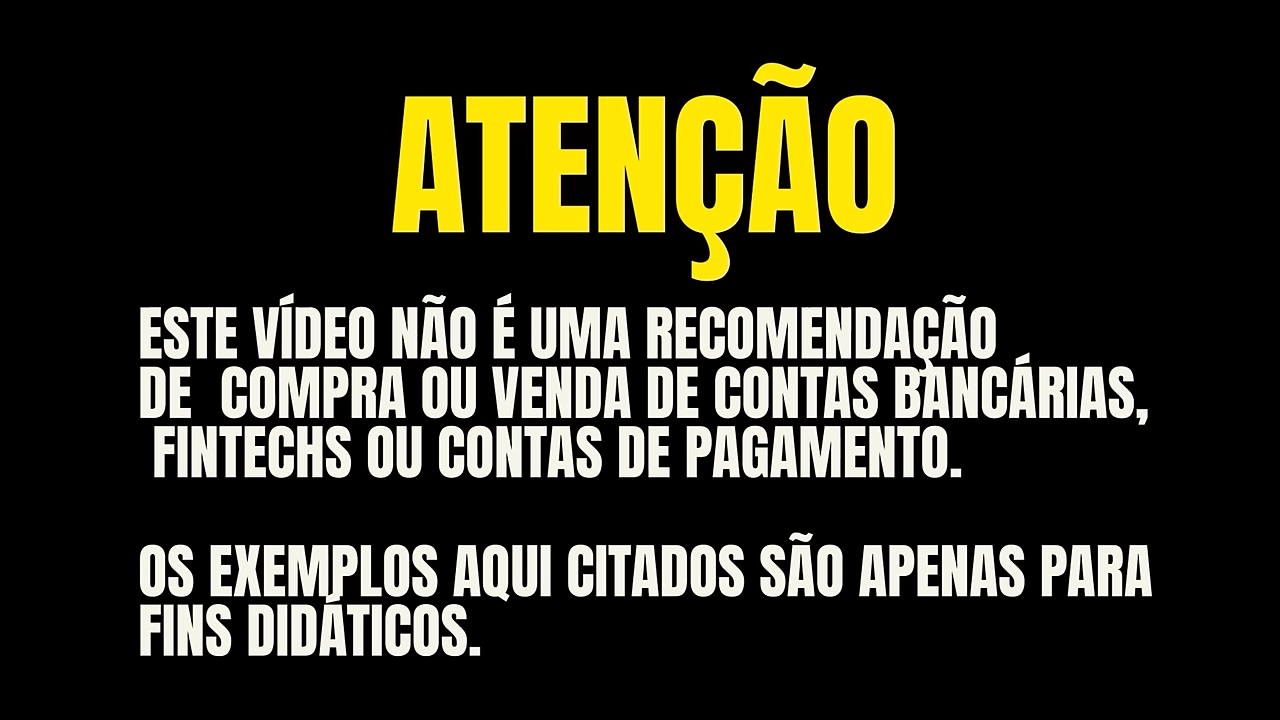 ATENÇÃO
ESTE VÍDEO NÃO É UMA RECOMENDAÇÃO
DE COMPRA OU VENDA DE CONTAS BANCÁRIAS,
FINTECHS OU CONTAS DE PAGAMENTO.
OS EXEMPLOS AQUI CITADOS SÃO APENAS PARA
FINS DIDÁTICOS.